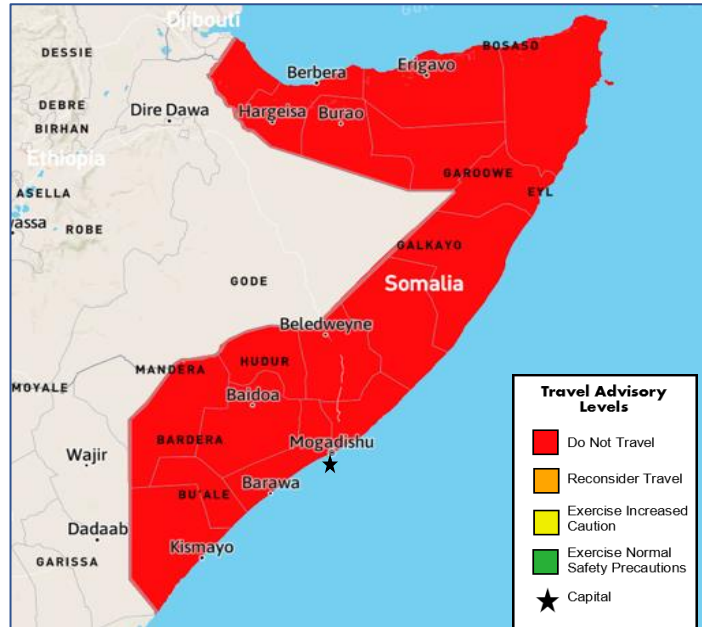 Djibouti
DESSIE
BOSASO
Berbera
Erigavo
DEBRE
BIRHAN
Dire Dawa
Hargeisa
Burao
Ethiopia
GAROOWE
ASELLA
EYL
vassa
ROBE
GALKAYO
GODE
Somalia
Beledweyne
MANDERA
HUDUR
MOYALE
Baidoa
BARDERA
Mogadishu
Wajir
BU'ALE
Barawa
Dadaab
Kismayo
GARISSA
Travel Advisory
Levels
Do Not Travel
Reconsider Travel
Exercise Increased
Caution
Exercise Normal
Safety Precautions
Capital